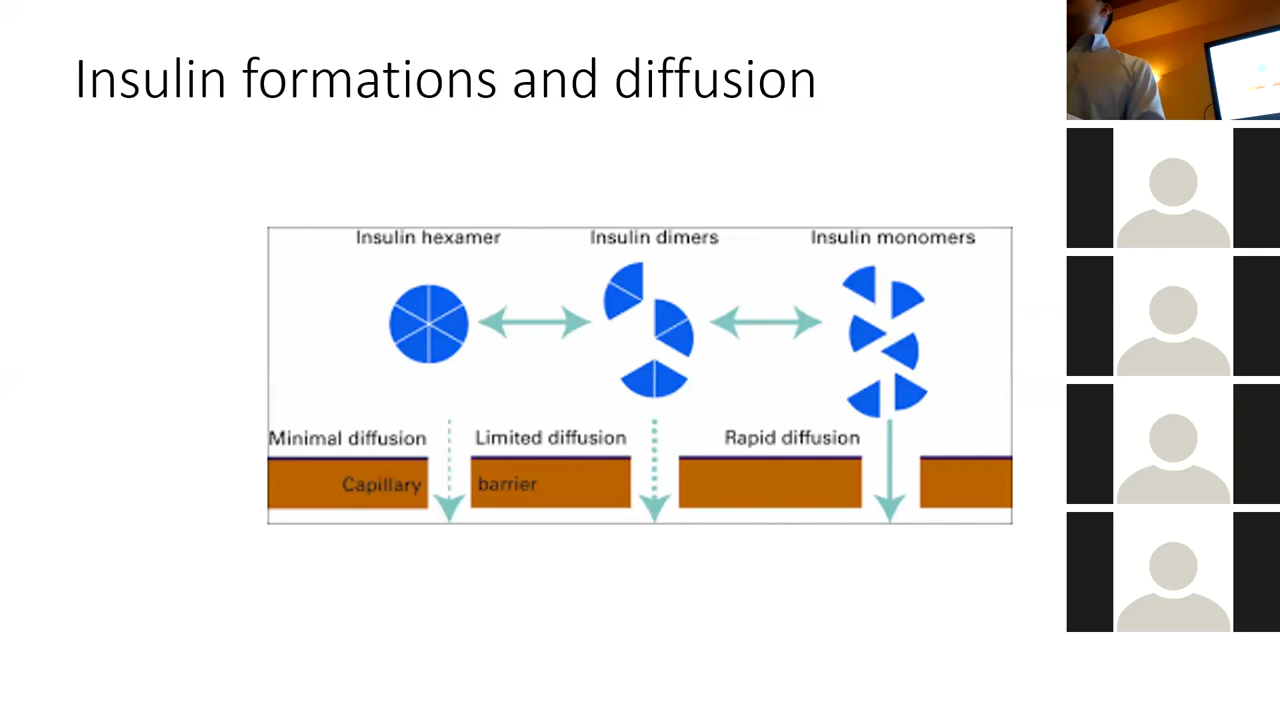 Insulin formations and diffusion
Insulin hexamer
Insulin dimers
Insulin monomers
Minimal diffusion
Limited diffusion
Rapid diffusion
Capillary
barrier